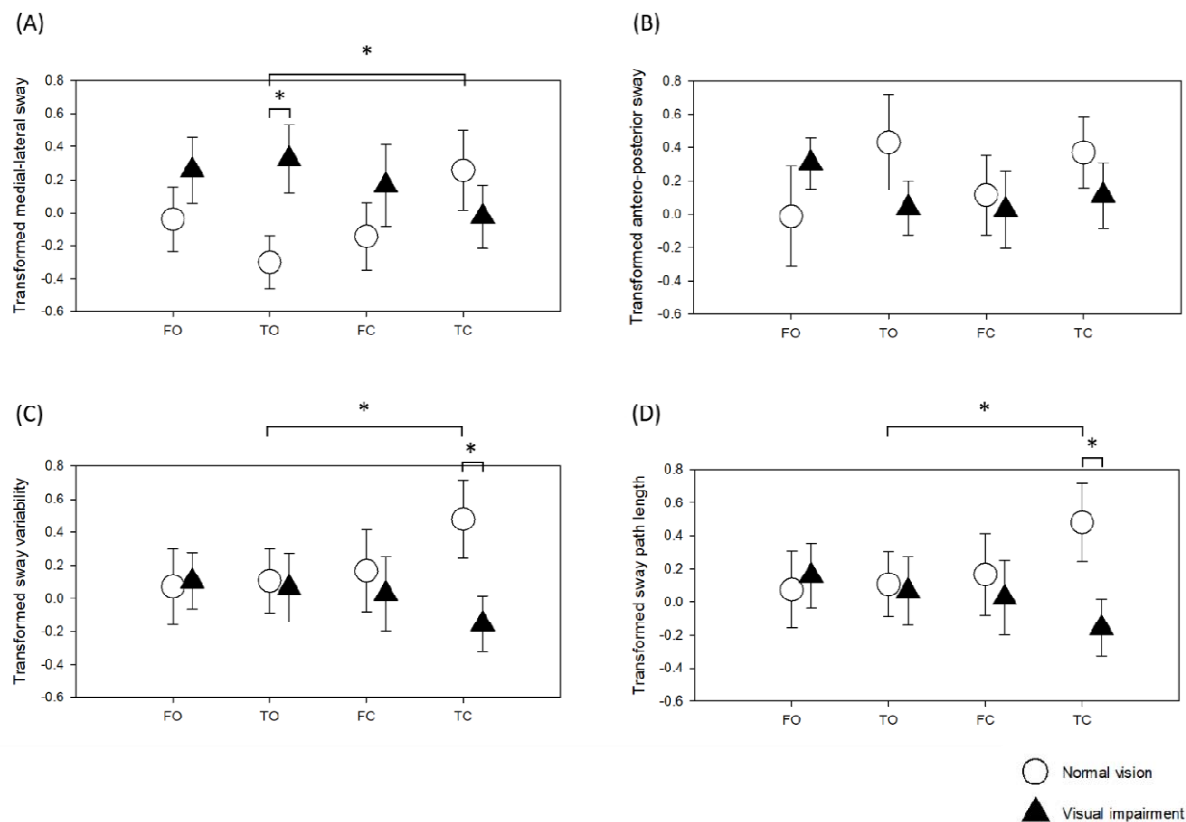 (A)
*
*
Transformed medial-lateral sway
0.8
0.6
0.4
0.2
0.0
-0.2
-0.4
-0.6
FO TO FC TC
(B)
Transformed antero-posterior sway
0.8
0.6
0.4
0.2
0.0
-0.2
-0.4
-0.6
FO TO FC TC
(C)
*
*
Transformed sway variability
0.8
0.6
0.4
0.2
0.0
-0.2
-0.4
-0.6
FO TO FC TC
(D)
*
*
Transformed sway path length
0.8
0.6
0.4
0.2
0.0
-0.2
-0.4
-0.6
FO TO FC TC
Normal vision
Visual impairment